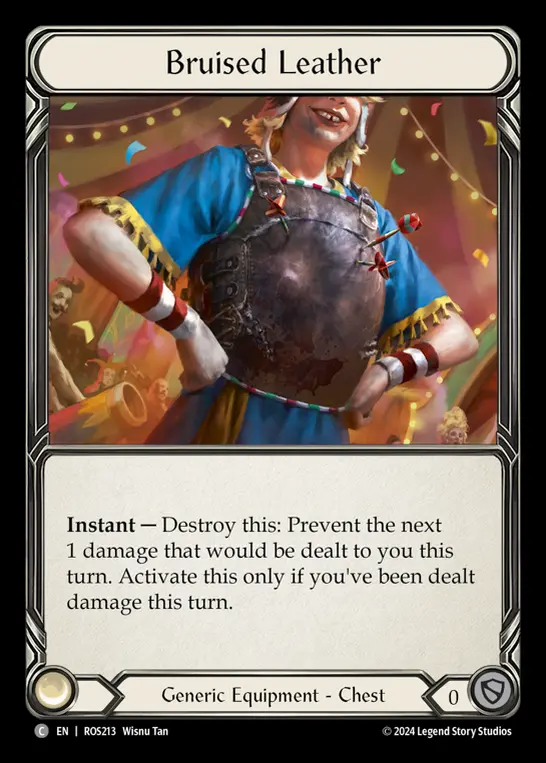 Bruised Leather
Instant — Destroy this: Prevent the next
1 damage that would be dealt to you this
turn. Activate this only if you've been dealt
damage this turn.
Generic Equipment - Chest
0
C EN | ROS213 Wisnu Tan
© 2024 Legend Story Studios